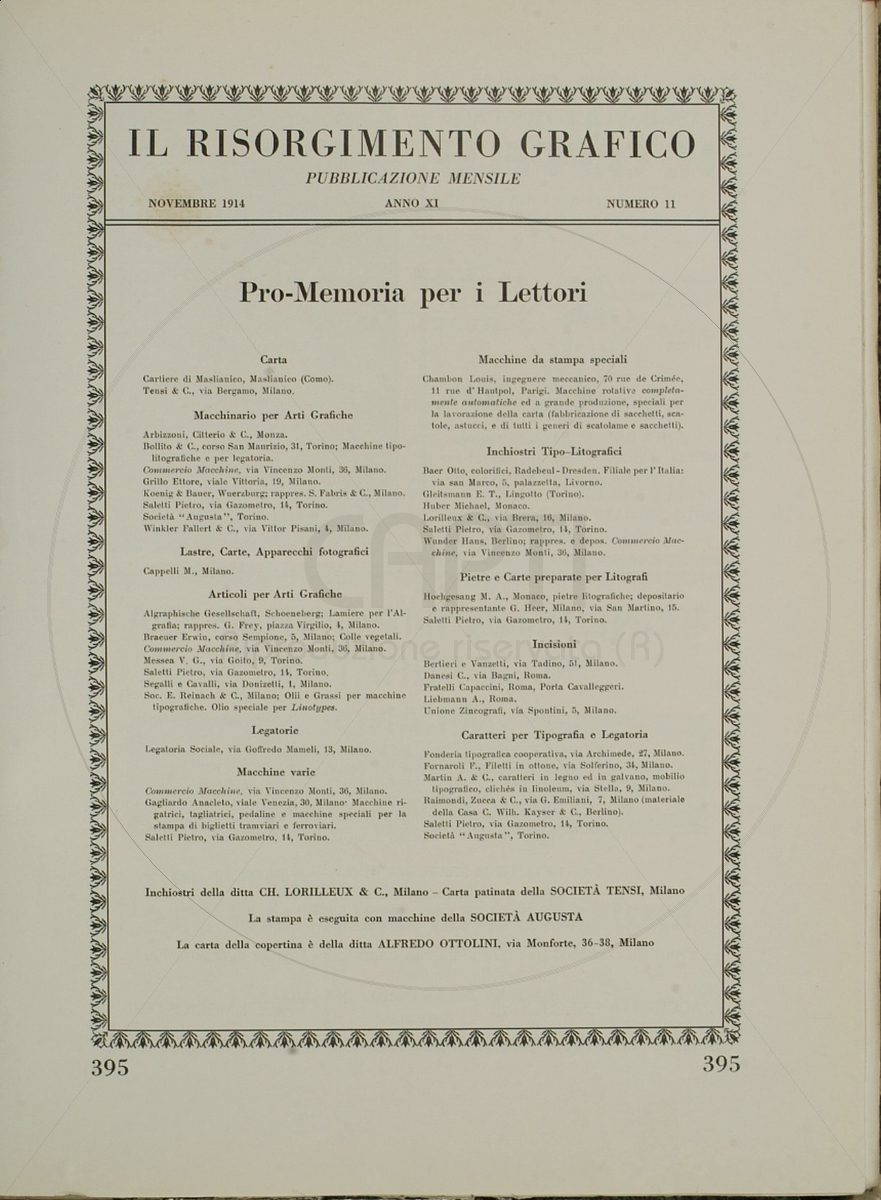 IL RISORGIMENTO GRAFICO
PUBBLICAZIONE MENSILE
NOVEMBRE 1914 ANNO XI NUMERO 11
Pro-Memoria per i Lettori
Carta
Cartiere di Maslianico, Maslianico (Como).
Tensi & C., via Bergamo, Milano.
Macchinario per Arti Grafiche
Arbizzoni, Citterio & C., Monza.
Bollito & C., corso San Maurizio, 31, Torino; Macchine tipo-
litografiche e per legatoria.
Commercio Macchine, via Vincenzo Monti, 36, Milano.
Grillo Ettore, viale Vittoria, 19, Milano.
Koenig & Bauer, Wuerzburg; rappres. S. Fabris & C., Milano.
Saletti Pietro, via Gazometro, 14, Torino.
Società "Augusta", Torino.
Winkler Fallert & C., via Vittor Pisani, 4, Milano.
Lastre, Carte, Apparecchi fotografici
Cappelli M., Milano.
Articoli per Arti Grafiche
Algraphische Gesellschaft, Schoeneberg; Lamiere per l'Al-
grafia; rappres. G. Frey, piazza Virgilio, 4, Milano.
Braeuer Erwin, corso Sempione, 5, Milano; Colle vegetali.
Commercio Macchine, via Vincenzo Monti, 36, Milano.
Messea V. G., via Goito, 9, Torino.
Saletti Pietro, via Gazometro, 14, Torino.
Segalli e Cavalli, via Donizetti, 1, Milano.
Soc. E. Reinach & C., Milano; Olii e Grassi per macchine
tipografiche. Olio speciale per Linotypes.
Legatorie
Legatoria Sociale, via Goffredo Mameli, 13, Milano.
Macchine varie
Commercio Macchine, via Vincenzo Monti, 36, Milano.
Gagliardo Anacleto, viale Venezia, 30, Milano· Macchine ri-
gatrici, tagliatrici, pedaline e macchine speciali per la
stampa di biglietti tramviari e ferroviari.
Saletti Pietro, via Gazometro, 14, Torino.
Macchine da stampa speciali
Chambon Louis, ingegnere meccanico, 70 rue de Crimée,
11 rue d'Hautpol, Parigi. Macchine rotative completa-
mente automatiche ed a grande produzione, speciali per
la lavorazione della carta (fabbricazione di sacchetti, sca-
tole, astucci, e di tutti i generi di scatolame e sacchetti).
Inchiostri Tipo-Litografici
Baer Otto, colorifici, Radebeul-Dresden. Filiale per l'Italia:
via san Marco, 5, palazzetta, Livorno.
Gleitsmann E. T., Lingotto (Torino).
Huber Michael, Monaco.
Lorilleux & C., via Brera, 16, Milano.
Saletti Pietro, via Gazometro, 14, Torino.
Wunder Hans, Berlino; rappres. e depos. Commercio Mac-
chine, via Vincenzo Monti, 36, Milano.
Pietre e Carte preparate per Litografi
Hochgesang M. A., Monaco, pietre litografiche; depositario
e rappresentante G. Heer, Milano, via San Martino, 15.
Saletti Pietro, via Gazometro, 14, Torino.
Incisioni
Berlieri e Vanzetti, via Tadino, 51, Milano.
Danesi C., via Bagni, Roma.
Fratelli Capaccini, Roma, Porta Cavalleggeri.
Liebmann A., Roma.
Unione Zincografi, via Spontini, 5, Milano.
Caratteri per Tipografia e Legatoria
Fonderia tipografica cooperativa, via Archimede, 27, Milano.
Fornaroli F., Filetti in ottone, via Solferino, 34, Milano.
Martin A. & C., caratteri in legno ed in galvano, mobilio
tipografico, clichés in linoleum, via Stella, 9, Milano.
Raimondi, Zucca & C., via G. Emiliani, 7, Milano (materiale
della Casa C. Wilh. Kayser & C., Berlino).
Saletti Pietro, via Gazometro, 14, Torino.
Società "Augusta", Torino.
Inchiostri della ditta CH. LORILLEUX & C., Milano – Carta patinata della SOCIETÀ TENSI, Milano
La stampa è eseguita con macchine della SOCIETÀ AUGUSTA
La carta della copertina è della ditta ALFREDO OTTOLINI, via Monforte, 36-38, Milano
395 395